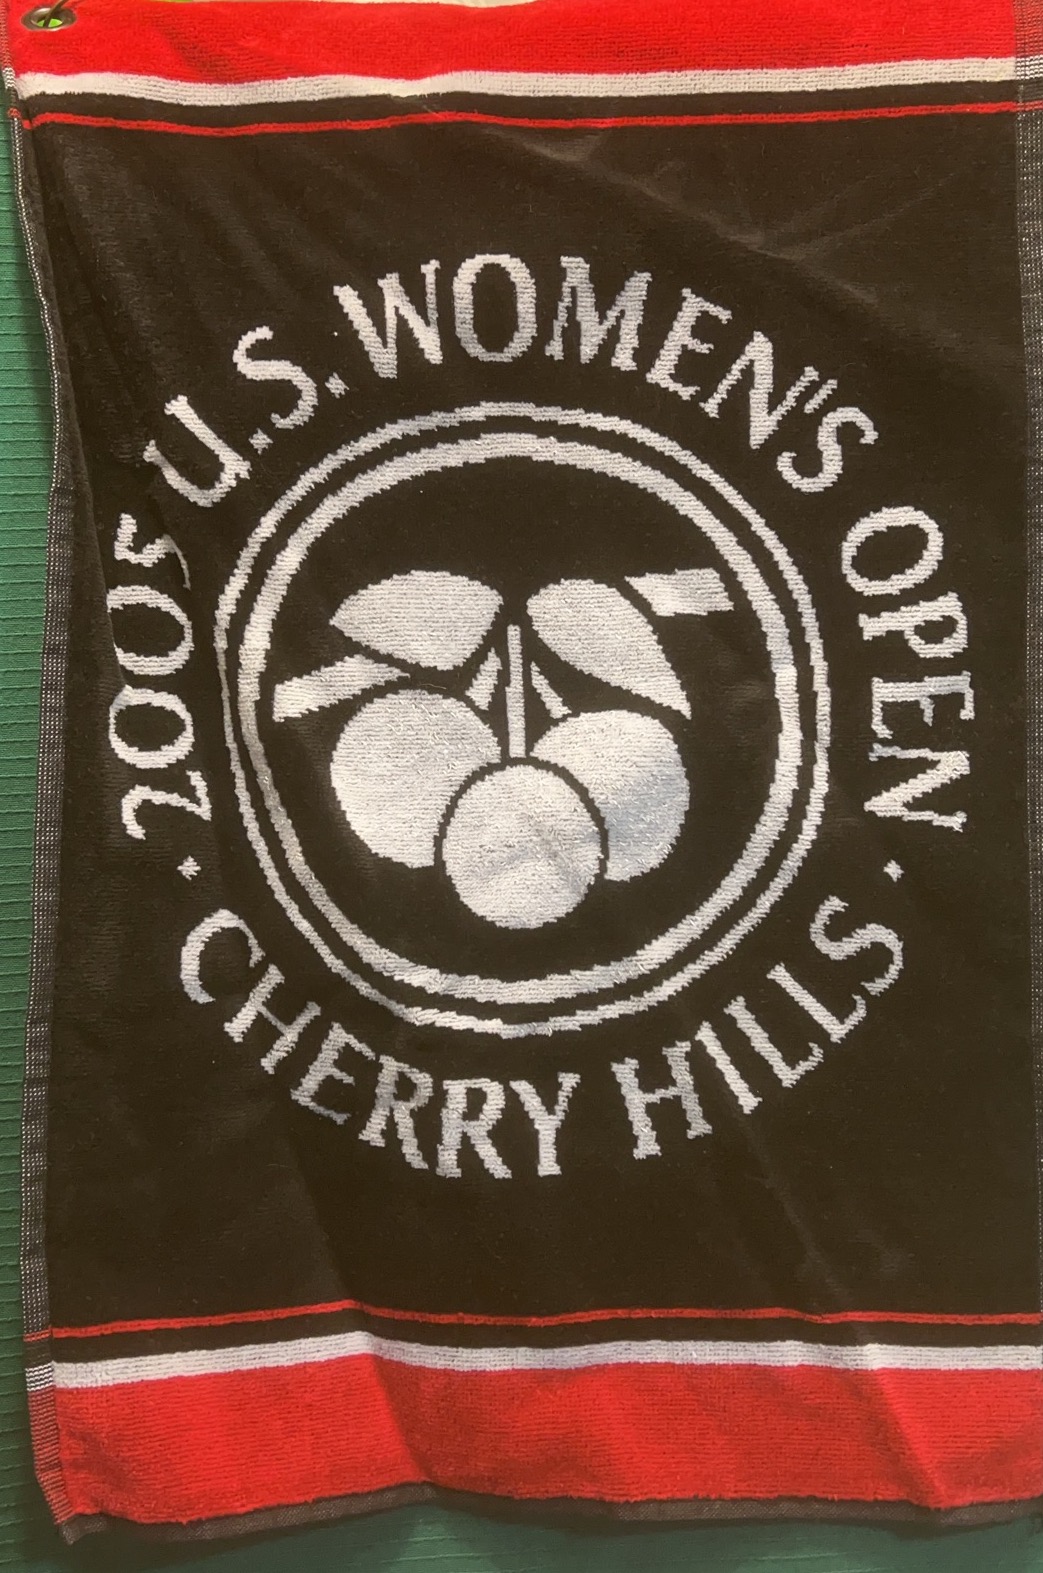 2005 U.S. WOMEN'S OPEN
· CHERRY HILLS ·